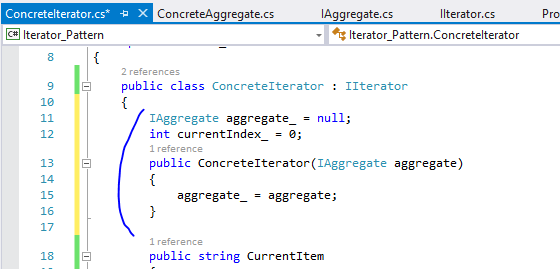 ConcreteIterator.cs* ConcreteAggregate.cs IAggregate.cs IIterator.cs Pro
C# Iterator_Pattern Iterator_Pattern.ConcreteIterator
8 {
2 references
9 public class ConcreteIterator : IIterator
10 {
11 IAggregate aggregate_ = null;
12 int currentIndex_ = 0;
1 reference
13 public ConcreteIterator(IAggregate aggregate)
14 {
15 aggregate_ = aggregate;
16 }
17
1 reference
18 public string CurrentItem